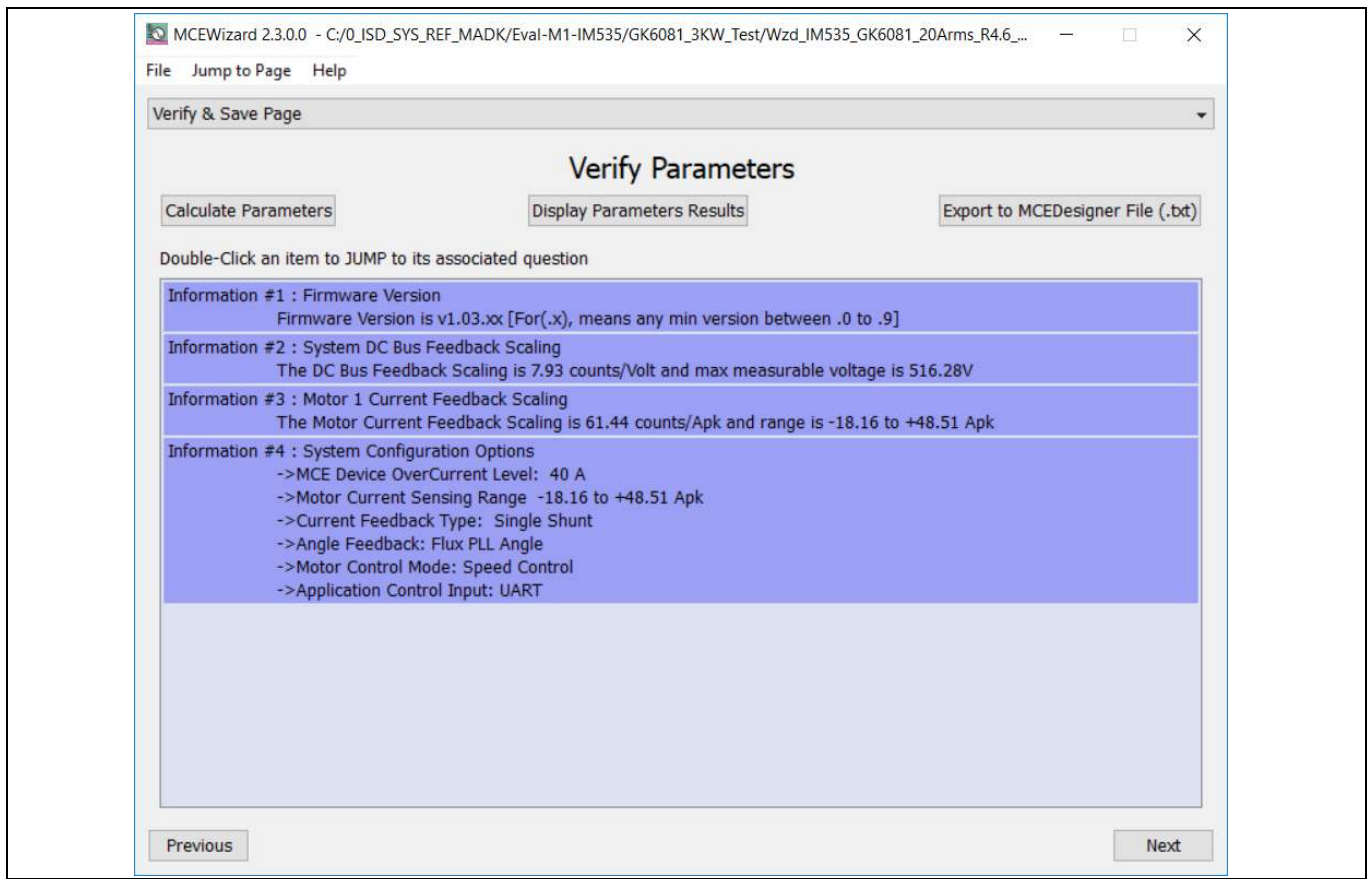 MCEWizard 2.3.0.0 - C:/0_ISD_SYS_REF_MADK/Eval-M1-IM535/GK6081_3KW_Test/Wzd_IM535_GK6081_20Arms_R4.6_...
File Jump to Page Help
Verify & Save Page
Verify Parameters
Calculate Parameters Display Parameters Results Export to MCEDesigner File (.txt)
Double-Click an item to JUMP to its associated question
Information #1 : Firmware Version
Firmware Version is v1.03.xx [For(.x), means any min version between .0 to .9]
Information #2 : System DC Bus Feedback Scaling
The DC Bus Feedback Scaling is 7.93 counts/Volt and max measurable voltage is 516.28V
Information #3 : Motor 1 Current Feedback Scaling
The Motor Current Feedback Scaling is 61.44 counts/Apk and range is -18.16 to +48.51 Apk
Information #4 : System Configuration Options
->MCE Device OverCurrent Level: 40 A
->Motor Current Sensing Range -18.16 to +48.51 Apk
->Current Feedback Type: Single Shunt
->Angle Feedback: Flux PLL Angle
->Motor Control Mode: Speed Control
->Application Control Input: UART
Previous Next